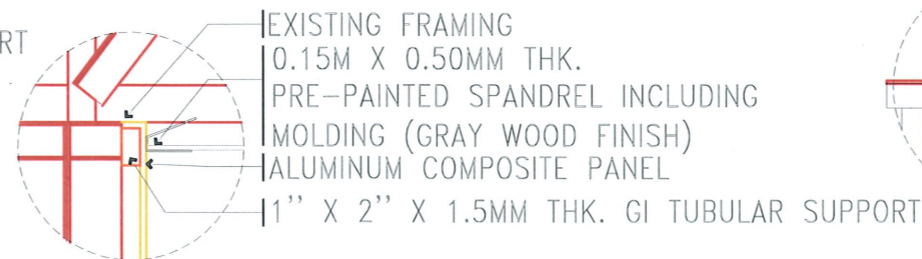 RT
EXISTING FRAMING
0.15M X 0.50MM THK.
PRE-PAINTED SPANDREL INCLUDING
MOLDING (GRAY WOOD FINISH)
ALUMINUM COMPOSITE PANEL
1'' X 2'' X 1.5MM THK. GI TUBULAR SUPPORT